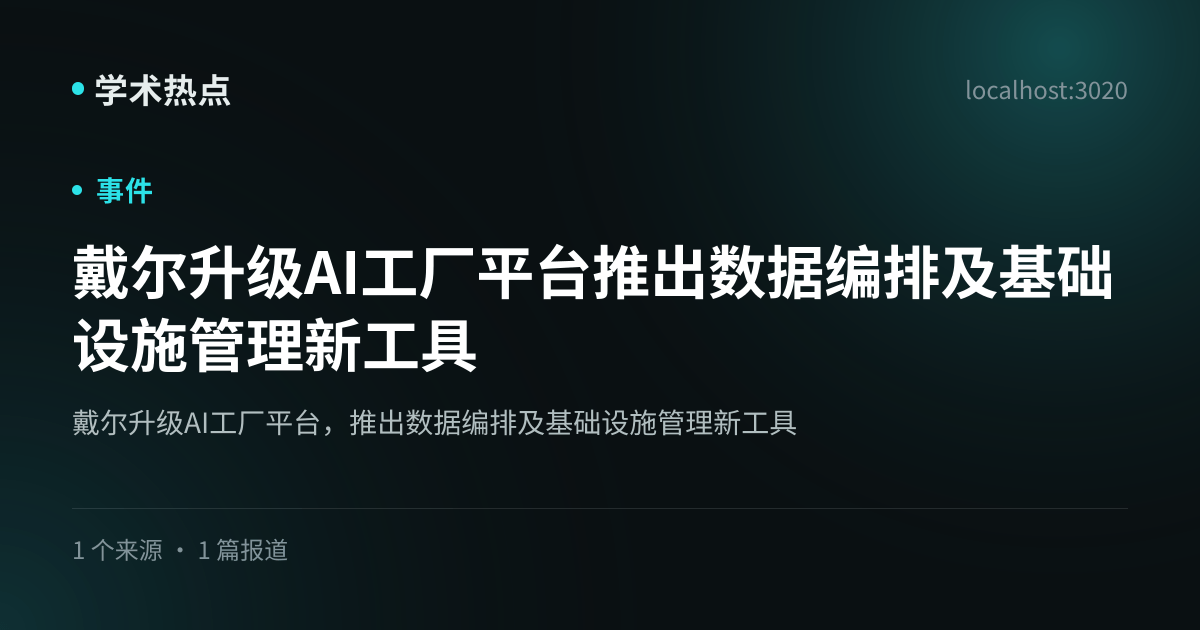 学术热点
localhost:3020
事件
戴尔升级AI工厂平台推出数据编排及基础
设施管理新工具
戴尔升级AI工厂平台，推出数据编排及基础设施管理新工具
1 个来源 · 1 篇报道